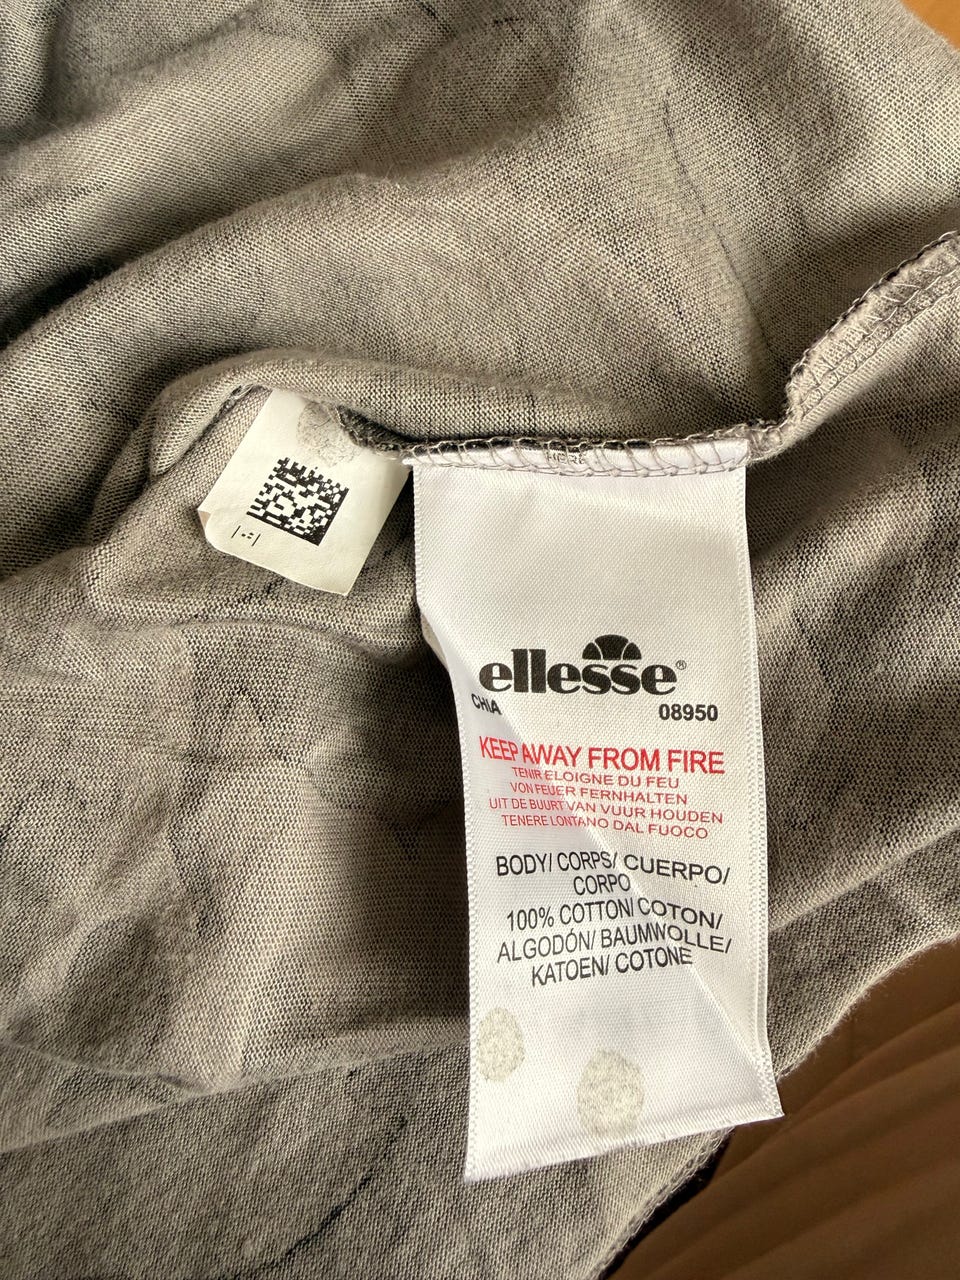 HERE
ellesse®
CHIA 08950
KEEP AWAY FROM FIRE
TENIR ELOIGNE DU FEU
VON FEUER FERNHALTEN
UIT DE BUURT VAN VUUR HOUDEN
TENERE LONTANO DAL FUOCO
BODY/ CORPS/ CUERPO/
CORPO
100% COTTON/ COTON/
ALGODÓN/ BAUMWOLLE/
KATOEN/ COTONE